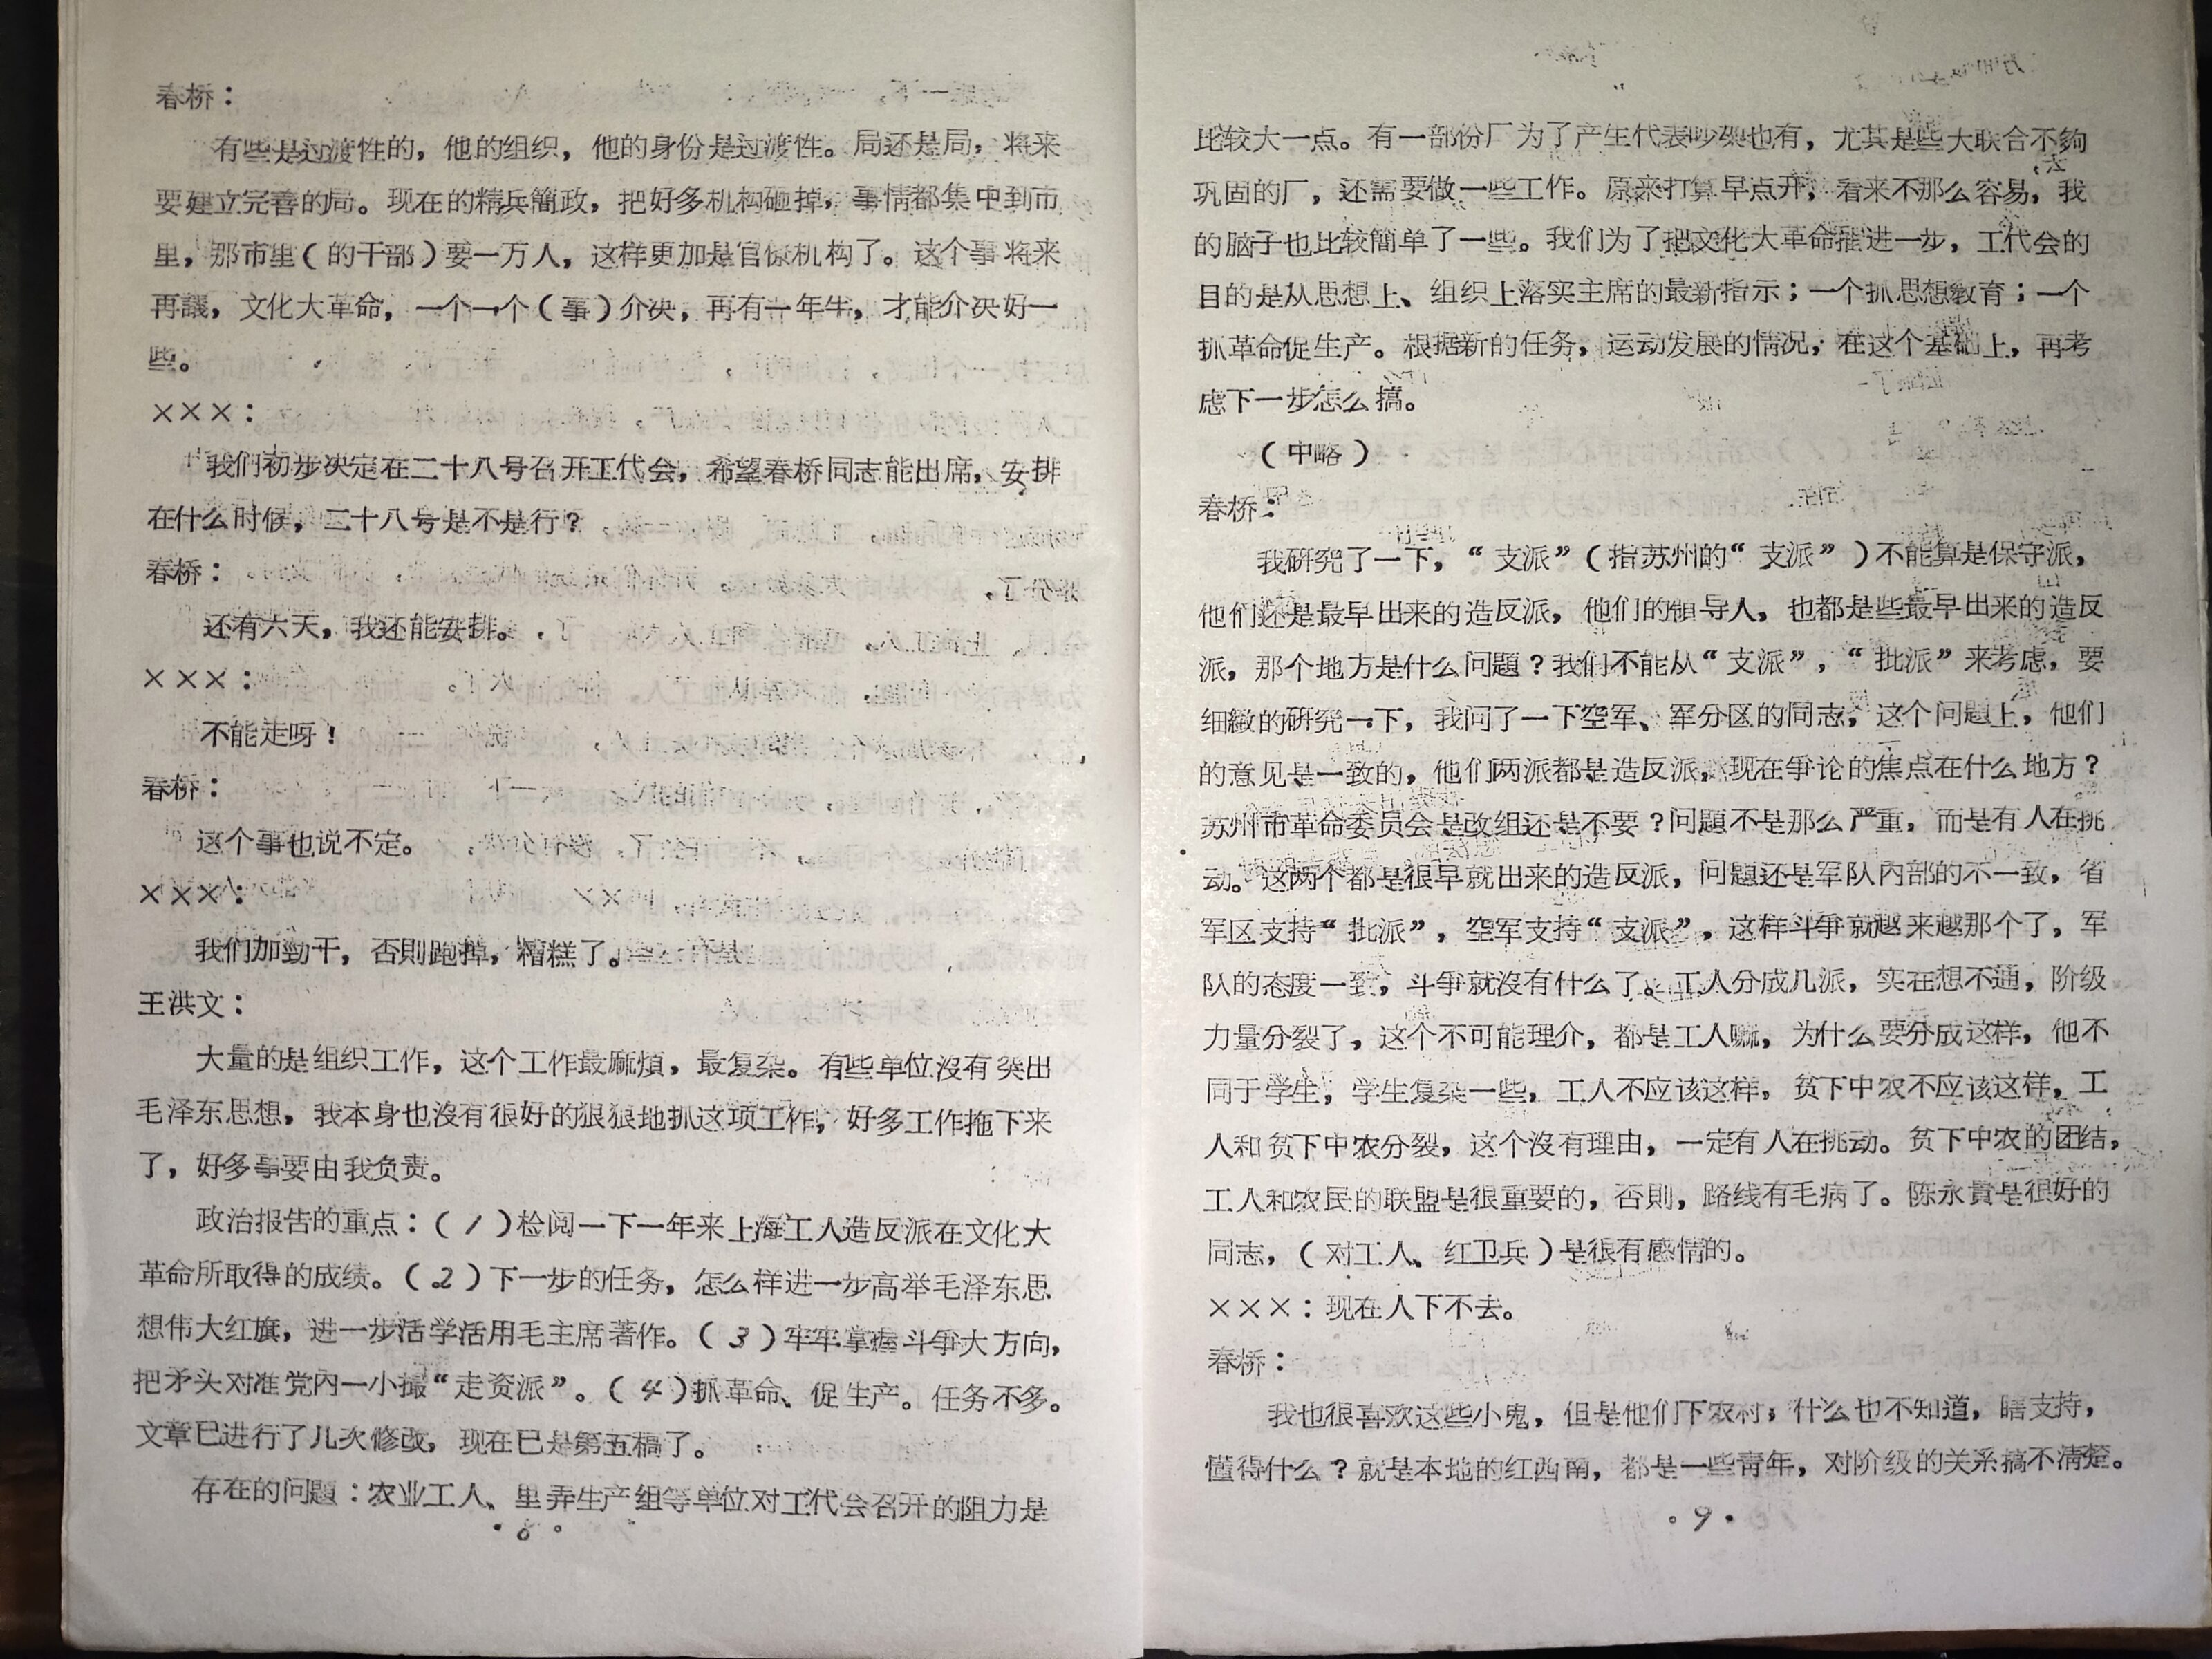 春桥：
有些是过渡性的，他的组织，他的身份是过渡性。局还是局，将来
要建立完善的局。现在的精兵簡政，把好多机构砸掉，事情都集中到市
里，那市里（的干部）要一万人，这样更加是官僚机构了。这个事将来
再議，文化大革命，一个一个（事）介决，再有一年半，才能介决好一
些。
×××：
我们初步决定在二十八号召开工代会，希望春桥同志能出席，安排
在什么时候，二十八号是不是行？
春桥：
还有六天，我还能安排。
×××：
不能走呀！
春桥：
这个事也说不定。
×××：
我们加勁干，否則跑掉，糟糕了。
王洪文：
大量的是组织工作，这个工作最麻煩，最复杂。有些单位沒有突出
毛泽东思想，我本身也沒有很好的狠狠地抓这项工作，好多工作拖下来
了，好多事要由我负责。
政治报告的重点：（1）检阅一下一年来上海工人造反派在文化大
革命所取得的成绩。（2）下一步的任务，怎么样进一步高举毛泽东思
想伟大红旗，进一步活学活用毛主席著作。（3）牢牢掌握斗爭大方向，
把矛头对准党内一小撮“走资派”。（4）抓革命、促生产。任务不多。
文章已进行了几次修改，现在已是第五稿了。
存在的问題：农业工人、里弄生产组等单位对工代会召开的阻力是
比较大一点。有一部份厂为了产生代表吵架也有，尤其是些大联合不夠
巩固的厂，还需要做一些工作。原来打算早点开，看来不那么容易，我
的脑子也比较簡单了一些。我们为了把文化大革命推进一步，工代会的
目的是从思想上、组织上落实主席的最新指示；一个抓思想敎育；一个
抓革命促生产。根据新的任务，运动发展的情况，在这个基础上，再考
虑下一步怎么搞。
（中略）
春桥：
我研究了一下，“支派”（指苏州的“支派”）不能算是保守派，
他们还是最早出来的造反派，他们的領导人，也都是些最早出来的造反
派，那个地方是什么问題？我们不能从“支派”，“批派”来考虑，要
细緻的研究一下，我问了一下空军、军分区的同志，这个问題上，他们
的意见是一致的，他们两派都是造反派，现在爭论的焦点在什么地方？
苏州市革命委员会是改组还是不要？问題不是那么严重，而是有人在挑
动。这两个都是很早就出来的造反派，问題还是军队内部的不一致，省
军区支持“批派”，空军支持“支派”，这样斗爭就越来越那个了，军
队的态度一致，斗爭就沒有什么了。工人分成几派，实在想不通，阶级
力量分裂了，这个不可能理介，都是工人嘛，为什么要分成这样，他不
同于学生，学生复杂一些，工人不应该这样，贫下中农不应该这样，工
人和贫下中农分裂，这个沒有理由，一定有人在挑动。贫下中农的团结，
工人和农民的联盟是很重要的，否則，路线有毛病了。陈永貴是很好的
同志，（对工人、红卫兵）是很有感情的。
×××：现在人下不去。
春桥：
我也很喜欢这些小鬼，但是他们下农村，什么也不知道，瞎支持，
懂得什么？就是本地的红西南，都是一些靑年，对阶级的关系搞不淸楚。
·9·